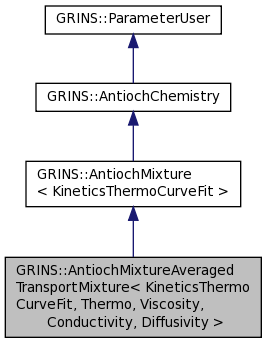 GRINS::ParameterUser
GRINS::AntiochChemistry
GRINS::AntiochMixture
< KineticsThermoCurveFit >
GRINS::AntiochMixtureAveraged
TransportMixture< KineticsThermo
CurveFit, Thermo, Viscosity,
Conductivity, Diffusivity >